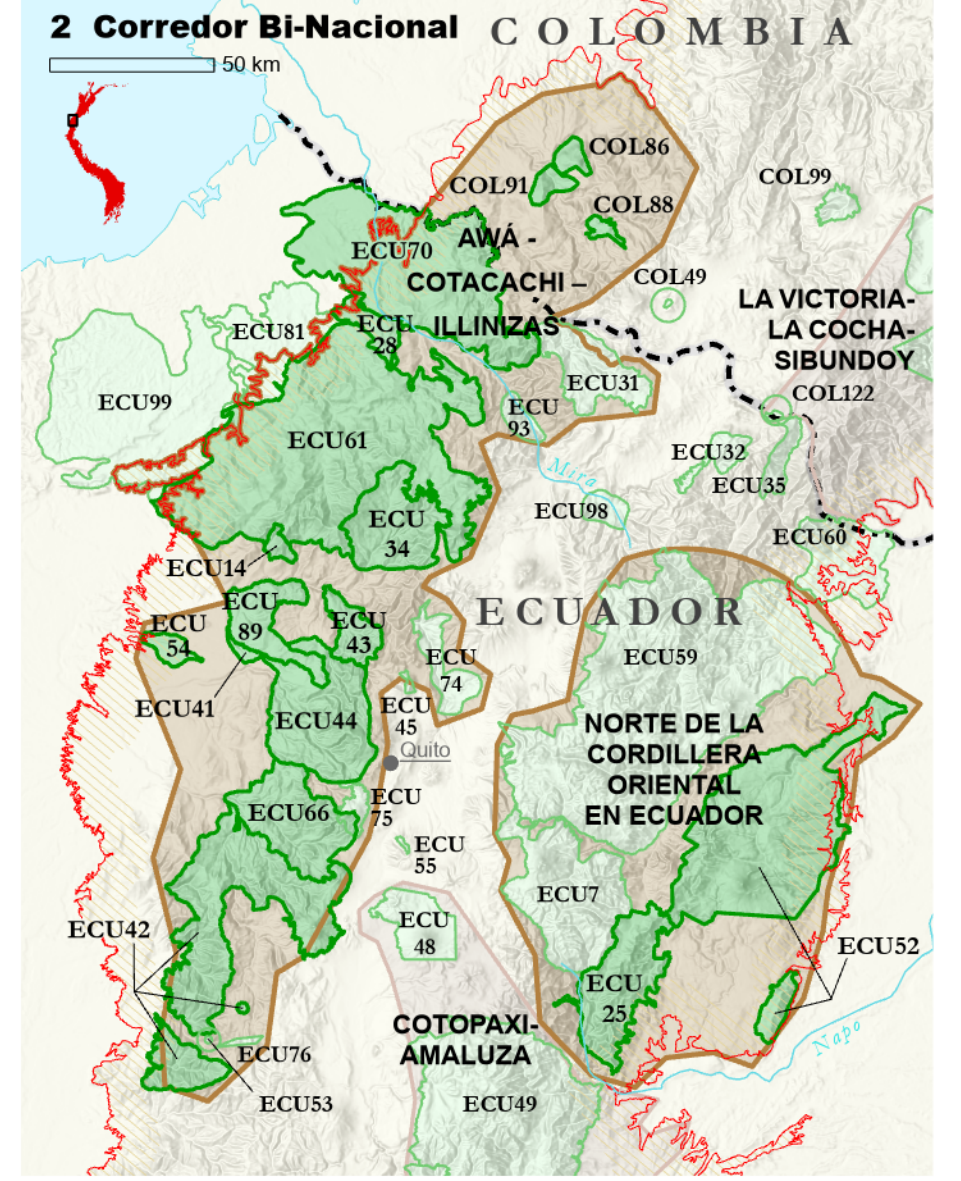 2 Corredor Bi-Nacional
50 km
COLOMBIA
COL86
COL91
COL88
COL99
AWÁ -
COTACACHI –
ILLINIZAS
ECU70
COL49
LA VICTORIA-
LA COCHA-
SIBUNDOY
COL122
ECU81
ECU
28
ECU99
ECU31
ECU
93
ECU61
ECU32
ECU35
Mira
ECU98
ECU
34
ECU60
ECU14
ECUADOR
ECU
89
ECU
43
ECU
54
ECU59
ECU
74
ECU41
ECU
45
ECU44
Quito
NORTE DE LA
CORDILLERA
ORIENTAL
EN ECUADOR
ECU66
ECU
75
ECU
55
ECU7
ECU42
ECU
48
ECU52
ECU
25
COTOPAXI-
AMALUZA
Napo
ECU76
ECU53
ECU49